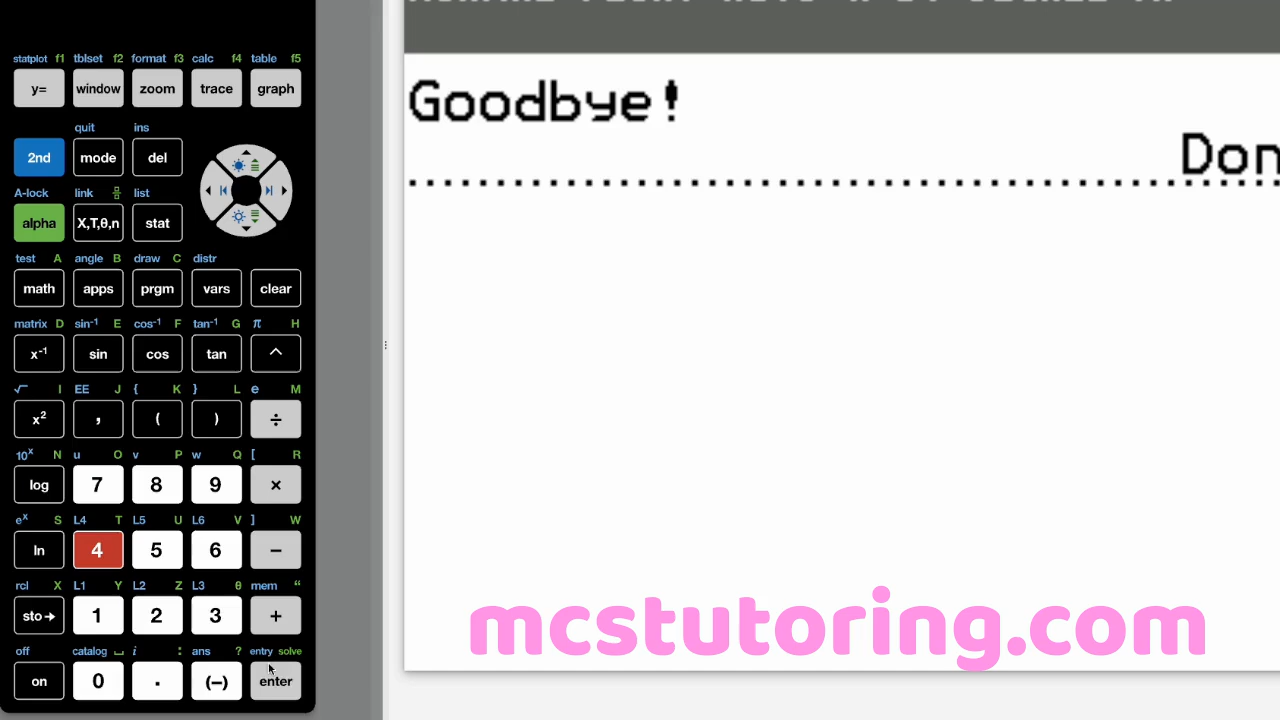 statplot f1 tblset f2 format f3 calc f4 table f5
y= window zoom trace graph
quit ins
2nd mode del
A-lock link list
alpha X,T,θ,n stat
test A angle B draw C distr
math apps prgm vars clear
matrix D sin⁻¹ E cos⁻¹ F tan⁻¹ G π H
x⁻¹ sin cos tan ^
√ I EE J { K } L e M
x² , ( ) ÷
10ˣ N u O v P w Q [ R
log 7 8 9 ×
eˣ S L4 T L5 U L6 V ] W
ln 4 5 6 −
rcl X L1 Y L2 Z L3 θ mem “
sto→ 1 2 3 +
off catalog ⎵ i : ans ? entry solve
on 0 . (−) enter
Goodbye!
Don
mcstutoring.com